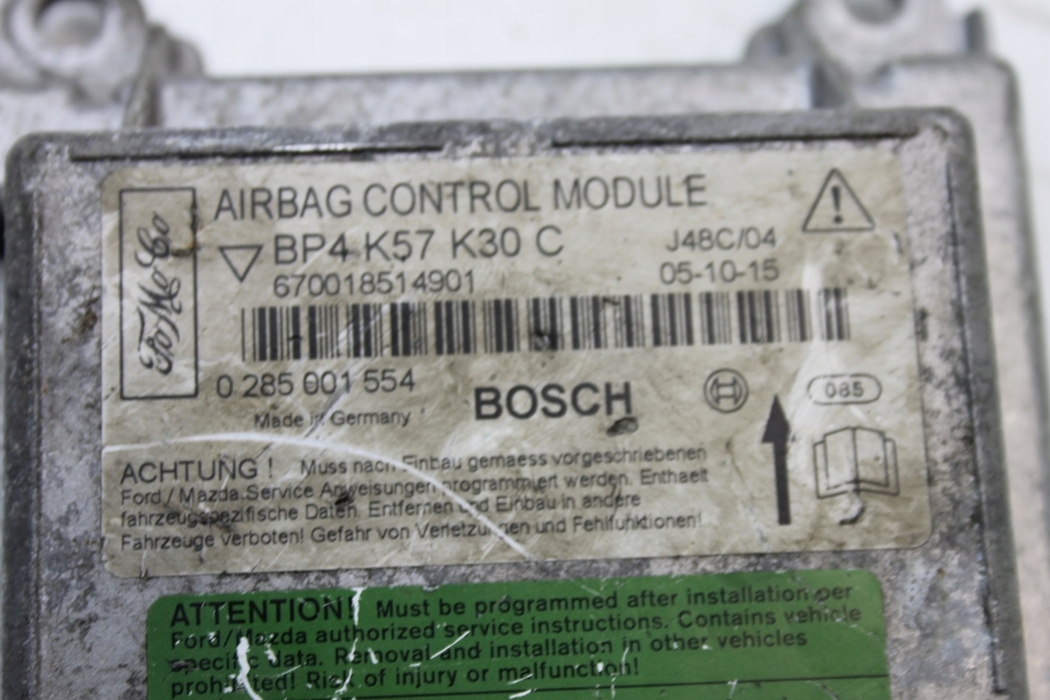 FoMoCo
AIRBAG CONTROL MODULE
BP4 K57 K30 C
J48C/04
670018514901
05-10-15
0 285 001 554
BOSCH
085
Made in Germany
ACHTUNG ! Muss nach Einbau gemaess vorgeschriebenen
Ford / Mazda Service Anweisungen programmiert werden. Enthaelt
fahrzeugspezifische Daten. Entfernen und Einbau in andere
Fahrzeuge verboten! Gefahr von Verletzungen und Fehlfunktionen!
ATTENTION! Must be programmed after installation per
Ford/Mazda authorized service instructions. Contains vehicle
specific data. Removal and installation in other vehicles
prohibited! Risk of injury or malfunction!